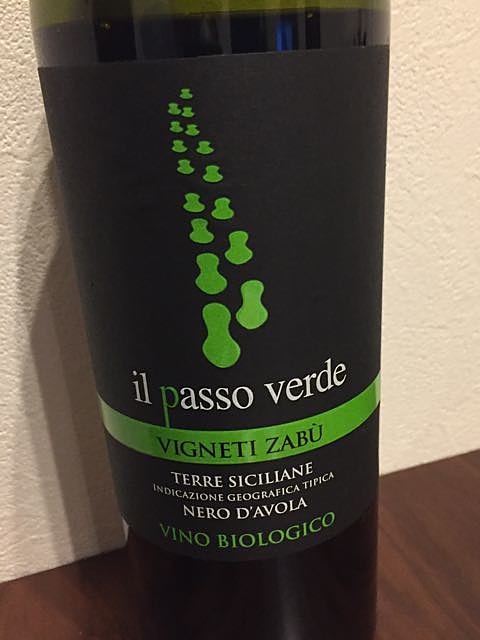 il passo verde
VIGNETI ZABÙ
TERRE SICILIANE
INDICAZIONE GEOGRAFICA TIPICA
NERO D'AVOLA
VINO BIOLOGICO